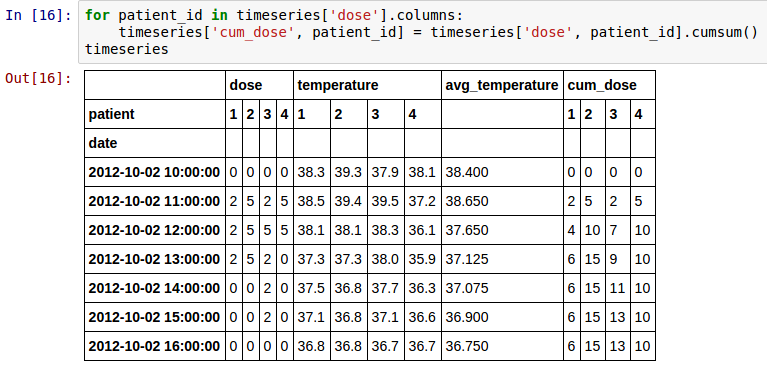 In [16]: for patient_id in timeseries['dose'].columns:
    timeseries['cum_dose', patient_id] = timeseries['dose', patient_id].cumsum()
timeseries
Out[16]:
dose temperature avg_temperature cum_dose
patient 1 2 3 4 1 2 3 4 1 2 3 4
date
2012-10-02 10:00:00 0 0 0 0 38.3 39.3 37.9 38.1 38.400 0 0 0 0
2012-10-02 11:00:00 2 5 2 5 38.5 39.4 39.5 37.2 38.650 2 5 2 5
2012-10-02 12:00:00 2 5 5 5 38.1 38.1 38.3 36.1 37.650 4 10 7 10
2012-10-02 13:00:00 2 5 2 0 37.3 37.3 38.0 35.9 37.125 6 15 9 10
2012-10-02 14:00:00 0 0 2 0 37.5 36.8 37.7 36.3 37.075 6 15 11 10
2012-10-02 15:00:00 0 0 2 0 37.1 36.8 37.1 36.6 36.900 6 15 13 10
2012-10-02 16:00:00 0 0 0 0 36.8 36.8 36.7 36.7 36.750 6 15 13 10